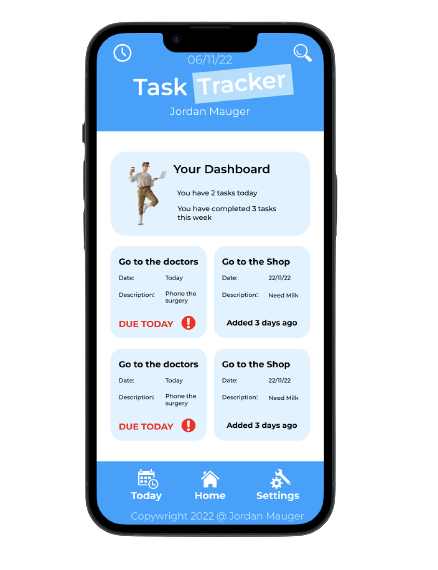 06/11/22
Task Tracker
Jordan Mauger
Your Dashboard
You have 2 tasks today
You have completed 3 tasks
this week
Go to the doctors
Date: Today
Description: Phone the
surgery
DUE TODAY
Go to the Shop
Date: 22/11/22
Description: Need Milk
Added 3 days ago
Go to the doctors
Date: Today
Description: Phone the
surgery
DUE TODAY
Go to the Shop
Date: 22/11/22
Description: Need Milk
Added 3 days ago
Today Home Settings
Copywright 2022 @ Jordan Mauger